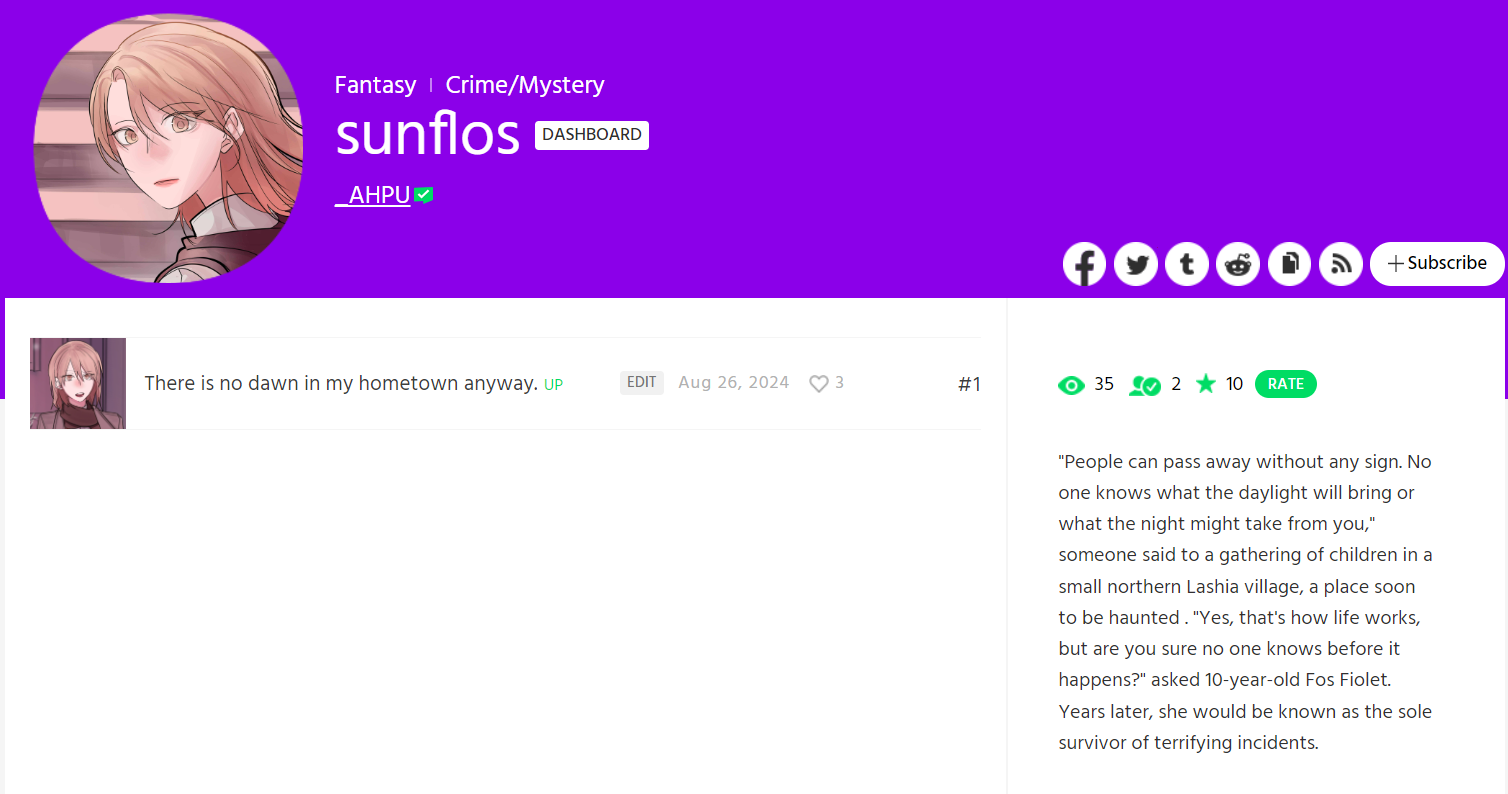 Fantasy | Crime/Mystery
sunflos DASHBOARD
_AHPU
+ Subscribe
There is no dawn in my hometown anyway. UP EDIT Aug 26, 2024 3 #1
35 2 10 RATE
"People can pass away without any sign. No
one knows what the daylight will bring or
what the night might take from you,"
someone said to a gathering of children in a
small northern Lashia village, a place soon
to be haunted . "Yes, that's how life works,
but are you sure no one knows before it
happens?" asked 10-year-old Fos Fiolet.
Years later, she would be known as the sole
survivor of terrifying incidents.